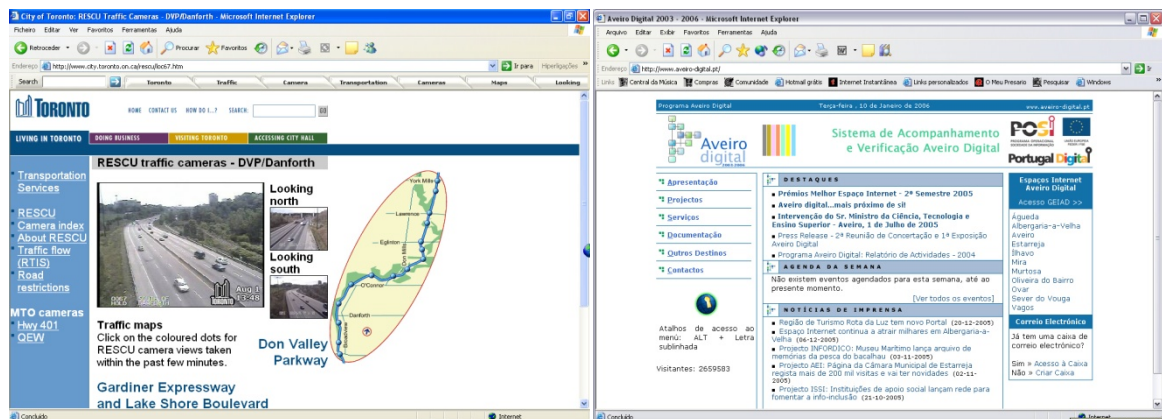 City of Toronto: RESCU Traffic Cameras - DVP/Danforth - Microsoft Internet Explorer
Ficheiro Editar Ver Favoritos Ferramentas Ajuda
Retroceder Procurar Favoritos
Endereço http://www.city.toronto.on.ca/rescu/loc67.htm Ir para Hiperligações
Search Toronto Traffic Camera Transportation Cameras Maps Looking
TORONTO HOME CONTACT US HOW DO I...? SEARCH: GO
LIVING IN TORONTO DOING BUSINESS VISITING TORONTO ACCESSING CITY HALL
RESCU traffic cameras - DVP/Danforth
Transportation
Services
RESCU
Camera index
About RESCU
Traffic flow
(RTIS)
Road
restrictions
MTO cameras
Hwy 401
QEW
TORONTO
Aug 1
13:48
Looking
north
Looking
south
York Mills
Lawrence
Eglinton
Don Mills
O'Connor
Danforth
Broadview
Traffic maps
Click on the coloured dots for
RESCU camera views taken
within the past few minutes.
Don Valley
Parkway
Gardiner Expressway
and Lake Shore Boulevard
Concluído Internet
Aveiro Digital 2003 - 2006 - Microsoft Internet Explorer
Arquivo Editar Exibir Favoritos Ferramentas Ajuda
Endereço http://www.aveiro-digital.pt/ Ir
Links Central da Música Compras Comunidade Hotmail grátis Internet Instantânea Links personalizados O Meu Presario Pesquisar Windows
Programa Aveiro Digital Terça-feira , 10 de Janeiro de 2006 www.aveiro-digital.pt
Aveiro
digital
Sistema de Acompanhamento
e Verificação Aveiro Digital
POSI
Portugal Digital
Apresentação
Projectos
Serviços
Documentação
Outros Destinos
Contactos
Atalhos de acesso ao
menú: ALT + Letra
sublinhada
Visitantes: 2659583
DESTAQUES
Prémios Melhor Espaço Internet - 2º Semestre 2005
Aveiro digital...mais próximo de si!
Intervenção do Sr. Ministro da Ciência, Tecnologia e
Ensino Superior - Aveiro, 1 de Julho de 2005
Press Release - 2ª Reunião de Concertação e 1ª Exposição
Aveiro Digital
Programa Aveiro Digital: Relatório de Actividades - 2004
AGENDA DA SEMANA
Não existem eventos agendados para esta semana, até ao
presente momento.
[Ver todos os eventos]
NOTÍCIAS DE IMPRENSA
Região de Turismo Rota da Luz tem novo Portal (20-12-2005)
Espaço Internet continua a atrair milhares em Albergaria-a-
Velha (06-12-2005)
Projecto INFORDICO: Museu Marítimo lança arquivo de
memórias da pesca do bacalhau (03-11-2005)
Projecto AEI: Página da Câmara Municipal de Estarreja
regista mais de 200 mil visitas e vai ter novidades (02-11-
2005)
Projecto ISSI: Instituições de apoio social lançam rede para
fomentar a info-inclusão (21-10-2005)
Espaços Internet
Aveiro Digital
Acesso GEIAD >>
Águeda
Albergaria-a-Velha
Aveiro
Estarreja
Ílhavo
Mira
Murtosa
Oliveira do Bairro
Ovar
Sever do Vouga
Vagos
Correio Electrónico
Já tem uma caixa de
correio electrónico?
Sim » Acesso à Caixa
Não » Criar Caixa
Concluído Internet